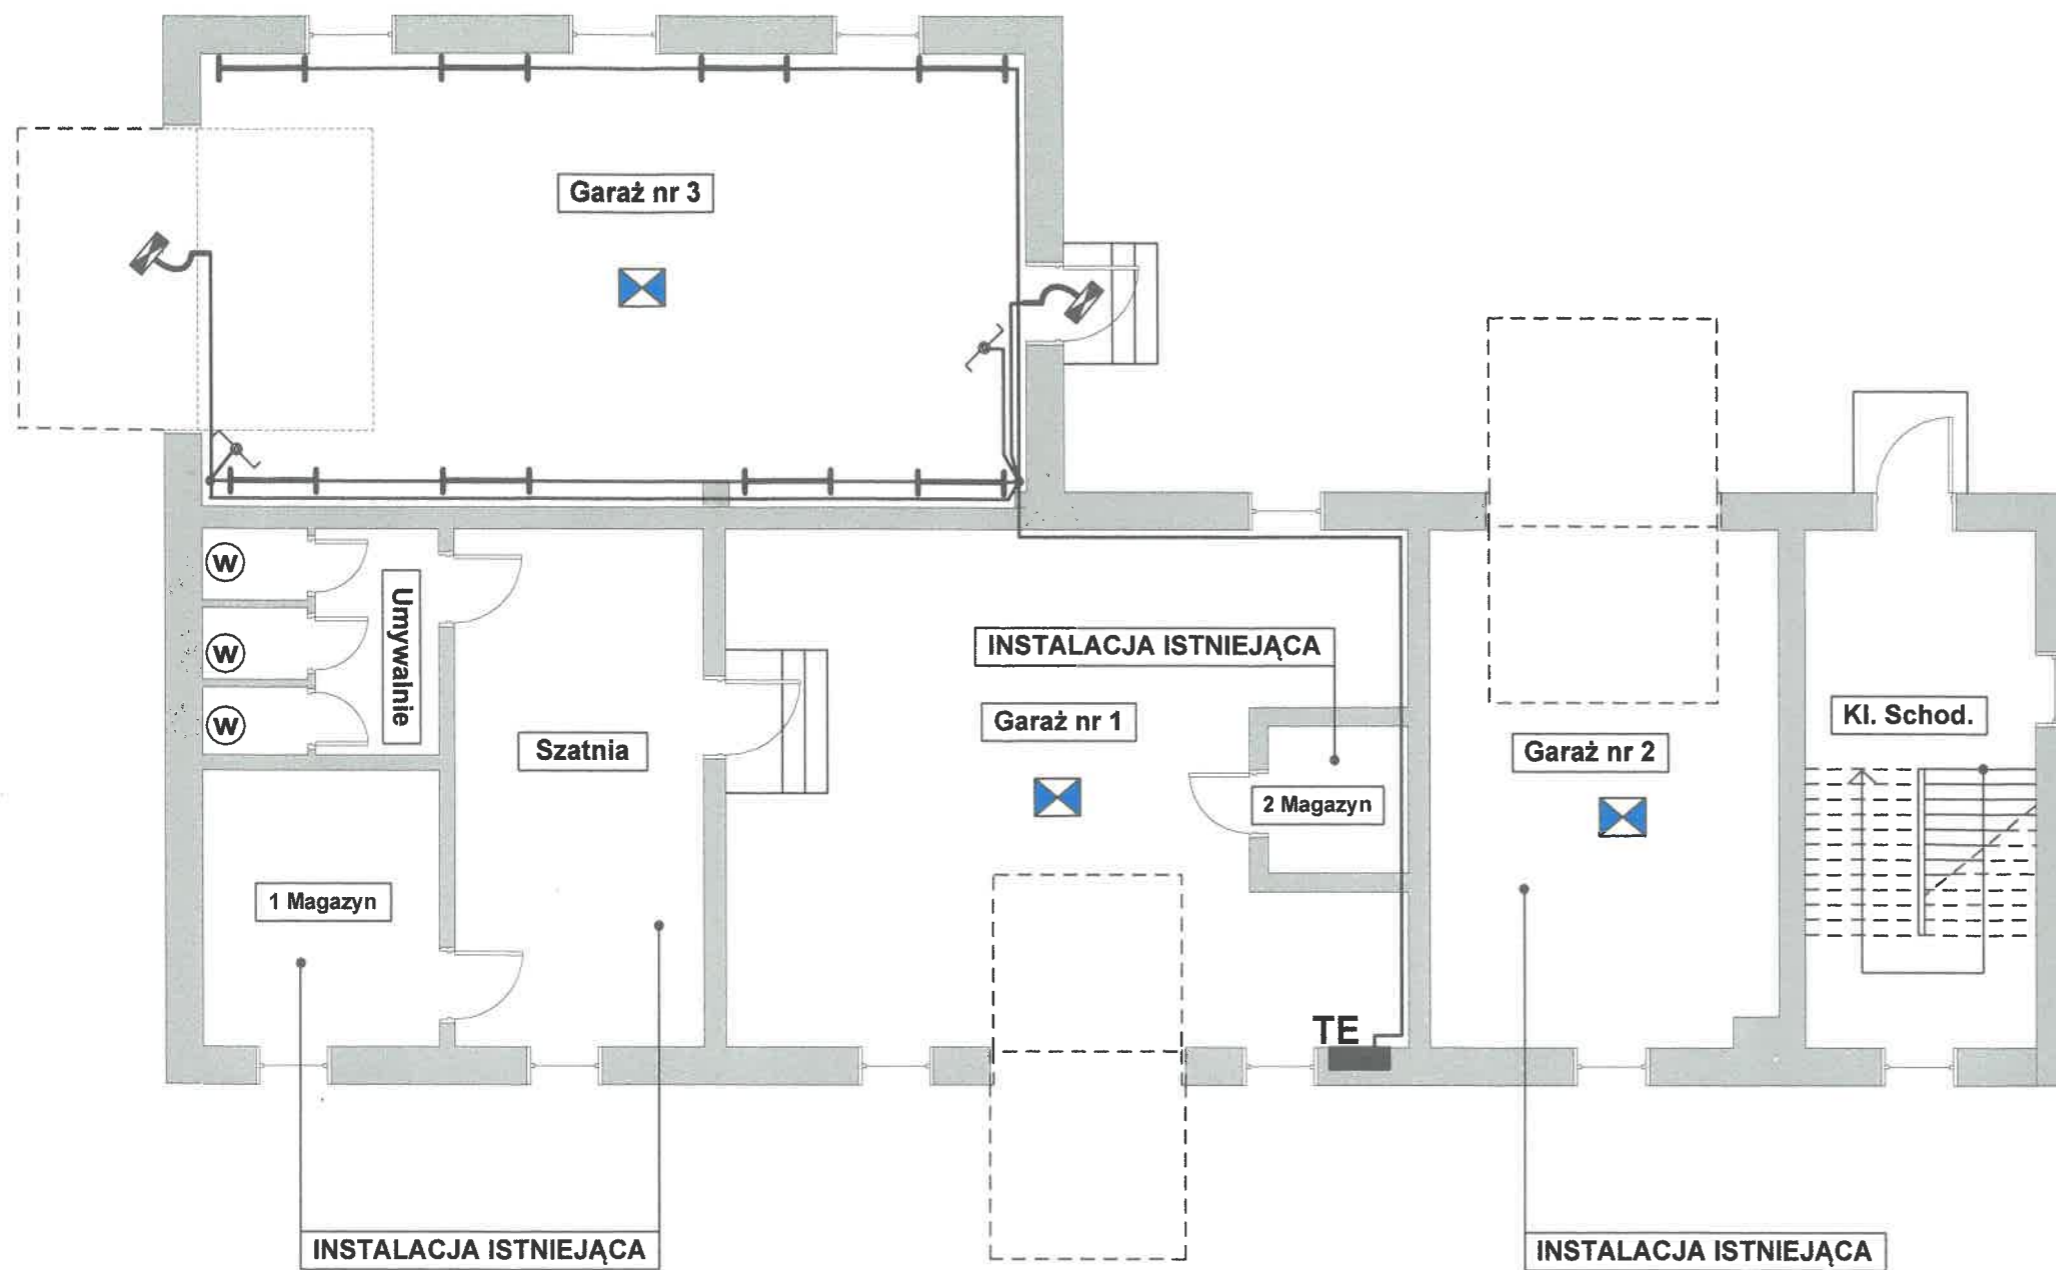 Garaż nr 3
W
W
W
Umywalnie
Szatnia
INSTALACJA ISTNIEJĄCA
Garaż nr 1
2 Magazyn
Garaż nr 2
Kl. Schod.
1 Magazyn
TE
INSTALACJA ISTNIEJĄCA
INSTALACJA ISTNIEJĄCA